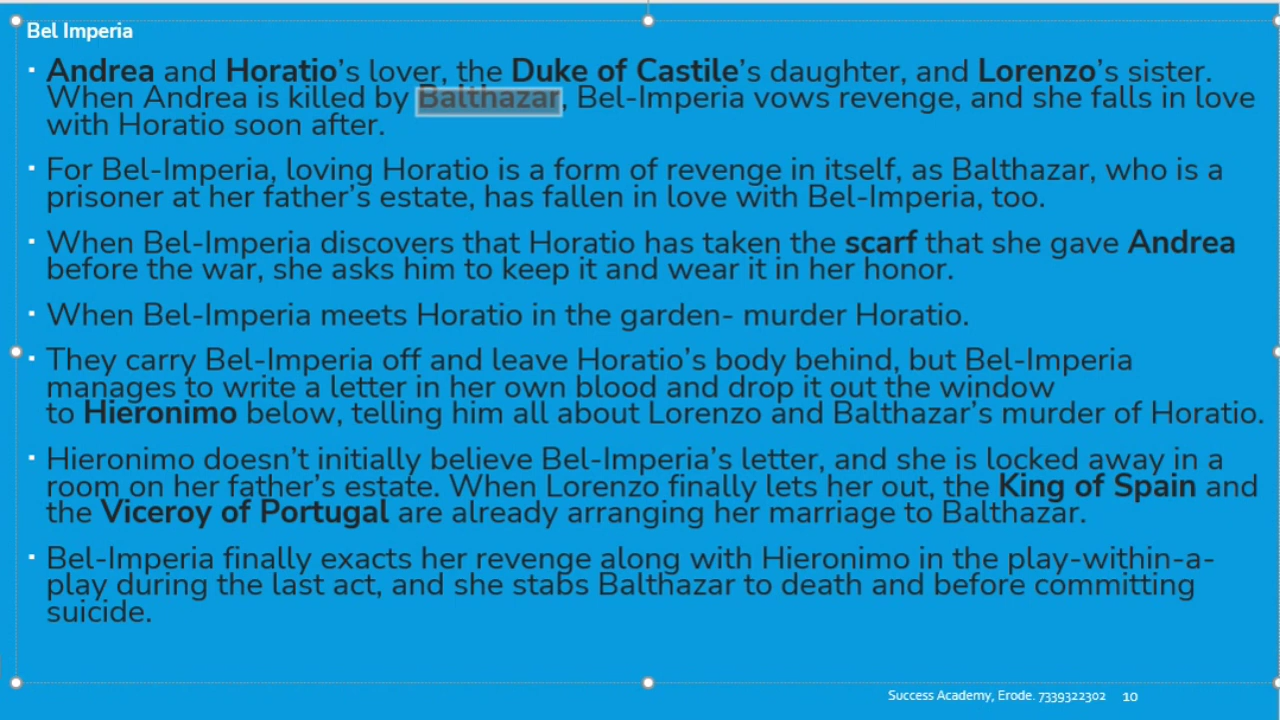 Bel Imperia
▪ Andrea and Horatio’s lover, the Duke of Castile’s daughter, and Lorenzo’s sister.
When Andrea is killed by Balthazar, Bel-Imperia vows revenge, and she falls in love
with Horatio soon after.
▪ For Bel-Imperia, loving Horatio is a form of revenge in itself, as Balthazar, who is a
prisoner at her father’s estate, has fallen in love with Bel-Imperia, too.
▪ When Bel-Imperia discovers that Horatio has taken the scarf that she gave Andrea
before the war, she asks him to keep it and wear it in her honor.
▪ When Bel-Imperia meets Horatio in the garden- murder Horatio.
▪ They carry Bel-Imperia off and leave Horatio’s body behind, but Bel-Imperia
manages to write a letter in her own blood and drop it out the window
to Hieronimo below, telling him all about Lorenzo and Balthazar’s murder of Horatio.
▪ Hieronimo doesn’t initially believe Bel-Imperia’s letter, and she is locked away in a
room on her father’s estate. When Lorenzo finally lets her out, the King of Spain and
the Viceroy of Portugal are already arranging her marriage to Balthazar.
▪ Bel-Imperia finally exacts her revenge along with Hieronimo in the play-within-a-
play during the last act, and she stabs Balthazar to death and before committing
suicide.
Success Academy, Erode. 7339322302 10